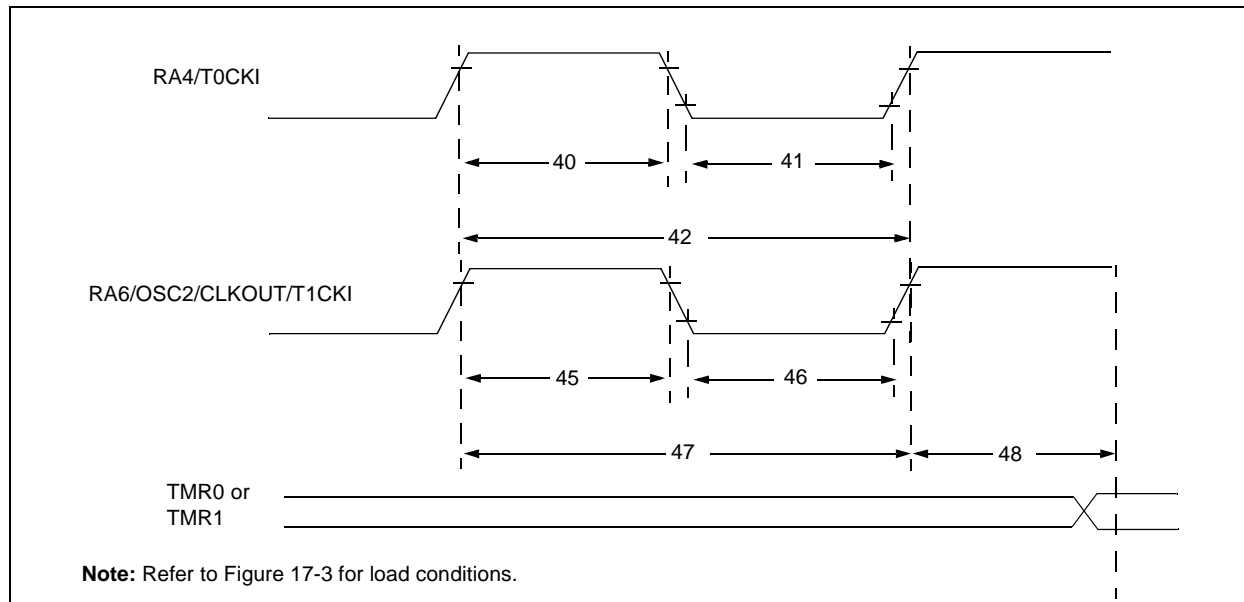 RA4/T0CKI
40
41
42
RA6/OSC2/CLKOUT/T1CKI
45
46
47
48
TMR0 or
TMR1
Note: Refer to Figure 17-3 for load conditions.